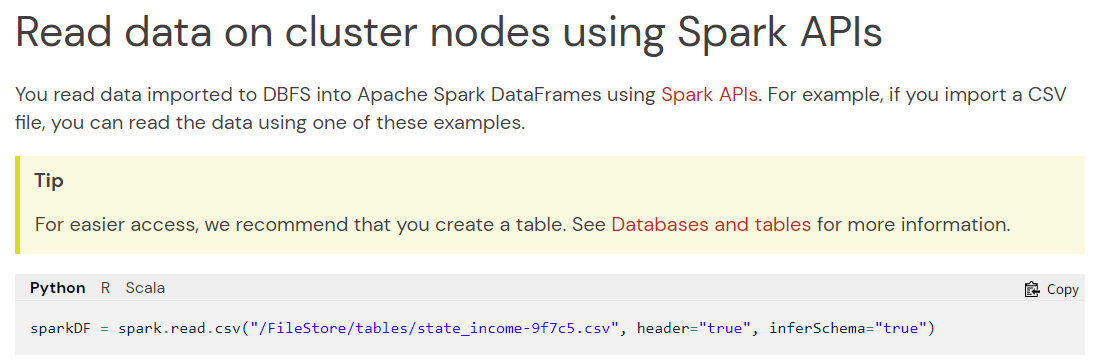 Read data on cluster nodes using Spark APIs
You read data imported to DBFS into Apache Spark DataFrames using Spark APIs. For example, if you import a CSV
file, you can read the data using one of these examples.
Tip
For easier access, we recommend that you create a table. See Databases and tables for more information.
Python R Scala Copy
sparkDF = spark.read.csv("/FileStore/tables/state_income-9f7c5.csv", header="true", inferSchema="true")